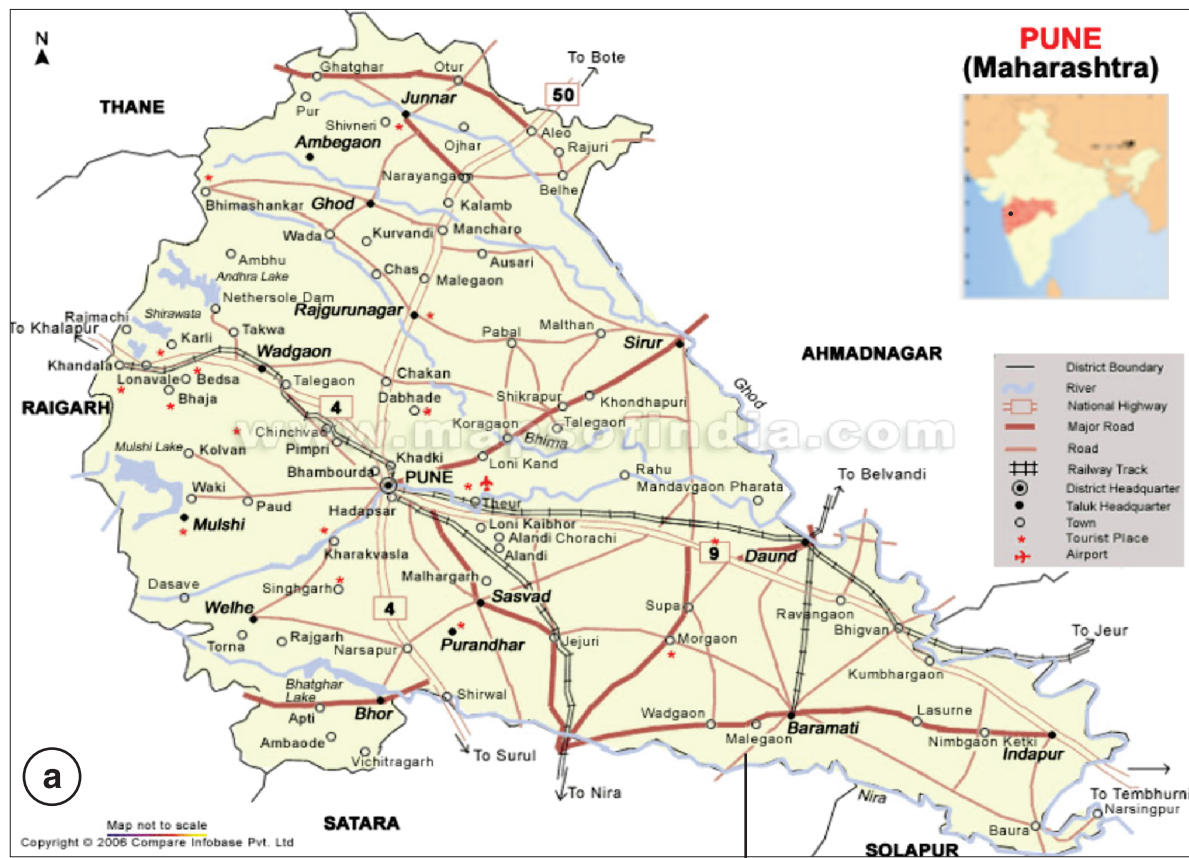 PUNE
(Maharashtra)
N
To Bote
THANE
Ghatghar
Otur
50
Pur
Junnar
Shivneri
Ambegaon
Ojhar
Aleo
Rajuri
Narayangaon
Belhe
Bhimashankar
Ghod
Kalamb
Wada
Kurvandi
Mancharo
Ambhu
Ausari
Andhra Lake
Chas
Malegaon
Nethersole Dam
Rajmachi
Shirawata
Rajgurunagar
To Khalapur
Karli
Takwa
Pabal
Malthan
Sirur
AHMADNAGAR
Khandala
Wadgaon
Lonavale
Bedsa
Talegaon
Chakan
Ghod
RAIGARH
Bhaja
4
Dabhade
Shikrapur
Khondhapuri
Koragaon
Talegaon
www.mapsofindia.com
Chinchvad
Bhima
Mulshi Lake
Kolvan
Pimpri
Khadki
Loni Kand
Bhambourda
PUNE
Rahu
To Belvandi
Waki
Mandavgaon Pharata
Paud
Hadapsar
Theur
Mulshi
Loni Kaibhor
Kharakvasla
Alandi Chorachi
Alandi
9
Daund
Dasave
Singhgarh
Malhargarh
Welhe
4
Sasvad
Supa
Ravangaon
Bhigvan
Torna
Rajgarh
Purandhar
Jejuri
Morgaon
To Jeur
Narsapur
Kumbhargaon
Bhatghar
Lake
Shirwal
Apti
Bhor
Wadgaon
Lasurne
Malegaon
Baramati
Nimbgaon Ketki
Indapur
Ambaode
To Surul
Vichitragarh
To Nira
Nira
To Tembhurni
Narsingpur
Baura
SATARA
SOLAPUR
District Boundary
River
National Highway
Major Road
Road
Railway Track
District Headquarter
Taluk Headquarter
Town
Tourist Place
Airport
a
Map not to scale
Copyright © 2006 Compare Infobase Pvt. Ltd